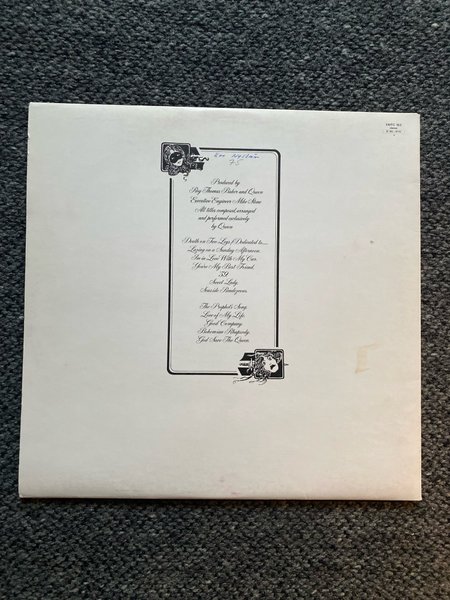 EMTC 103
75
Produced by
Roy Thomas Baker and Queen
Executive Engineer Mike Stone
All titles composed, arranged
and performed exclusively
by Queen
Death on Two Legs (Dedicated to......
Lazing on a Sunday Afternoon.
I'm in Love With My Car.
You're My Best Friend.
'39
Sweet Lady.
Seaside Rendezvous.
The Prophet's Song.
Love of My Life.
Good Company.
Bohemian Rhapsody.
God Save The Queen.